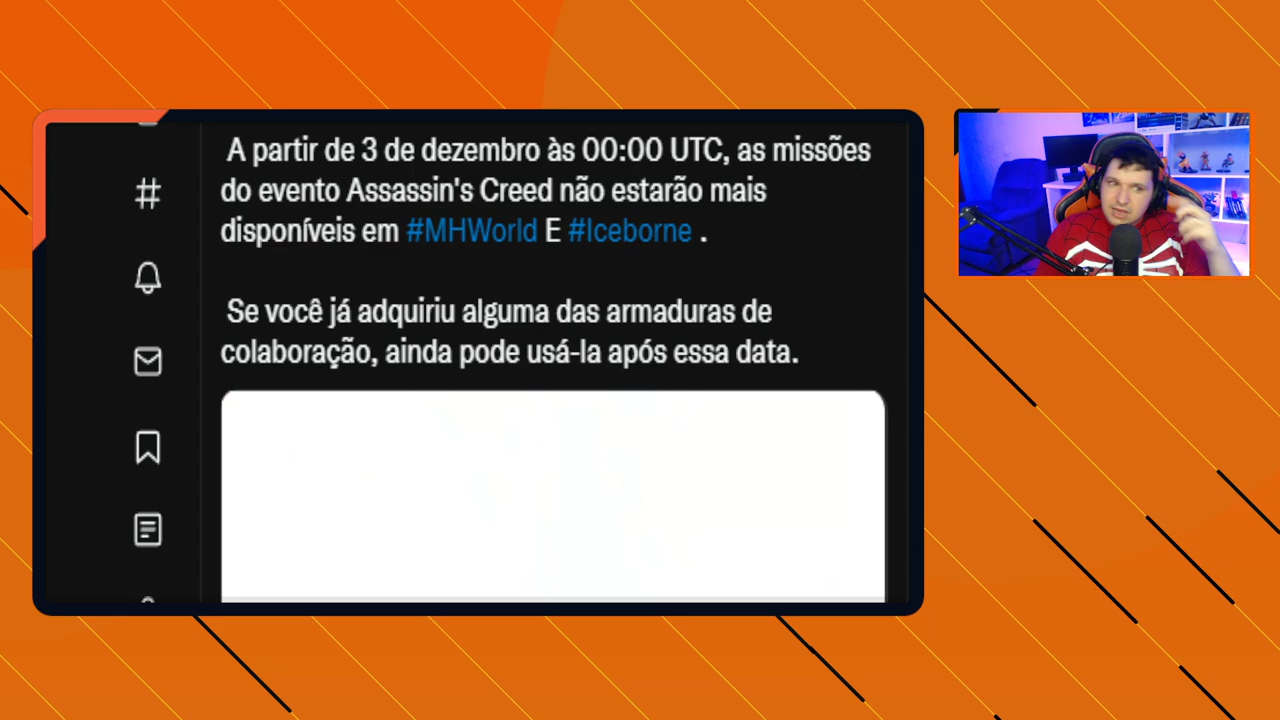 A partir de 3 de dezembro às 00:00 UTC, as missões
do evento Assassin's Creed não estarão mais
disponíveis em #MHWorld E #Iceborne .
Se você já adquiriu alguma das armaduras de
colaboração, ainda pode usá-la após essa data.